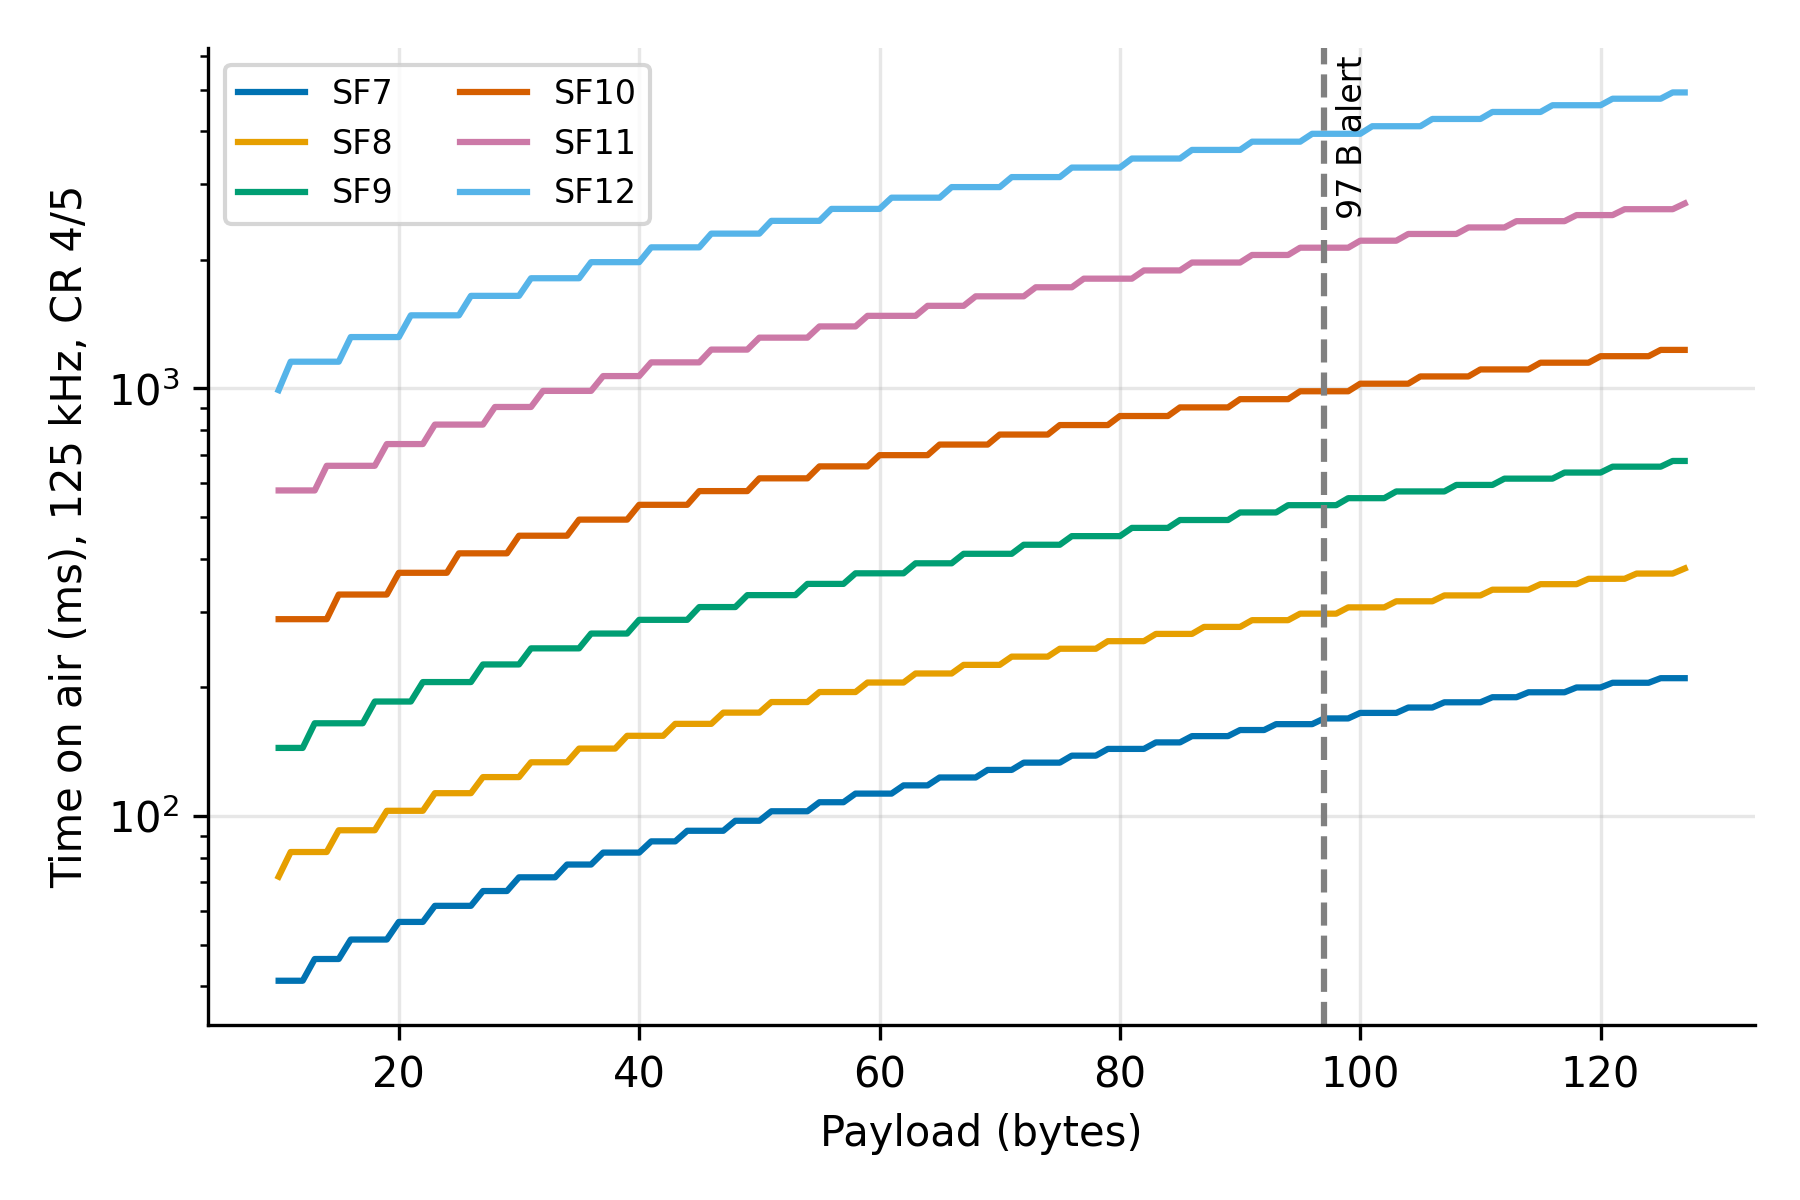 SF7
SF8
SF9
SF10
SF11
SF12
97 B alert
Time on air (ms), 125 kHz, CR 4/5
10³
10²
20 40 60 80 100 120
Payload (bytes)